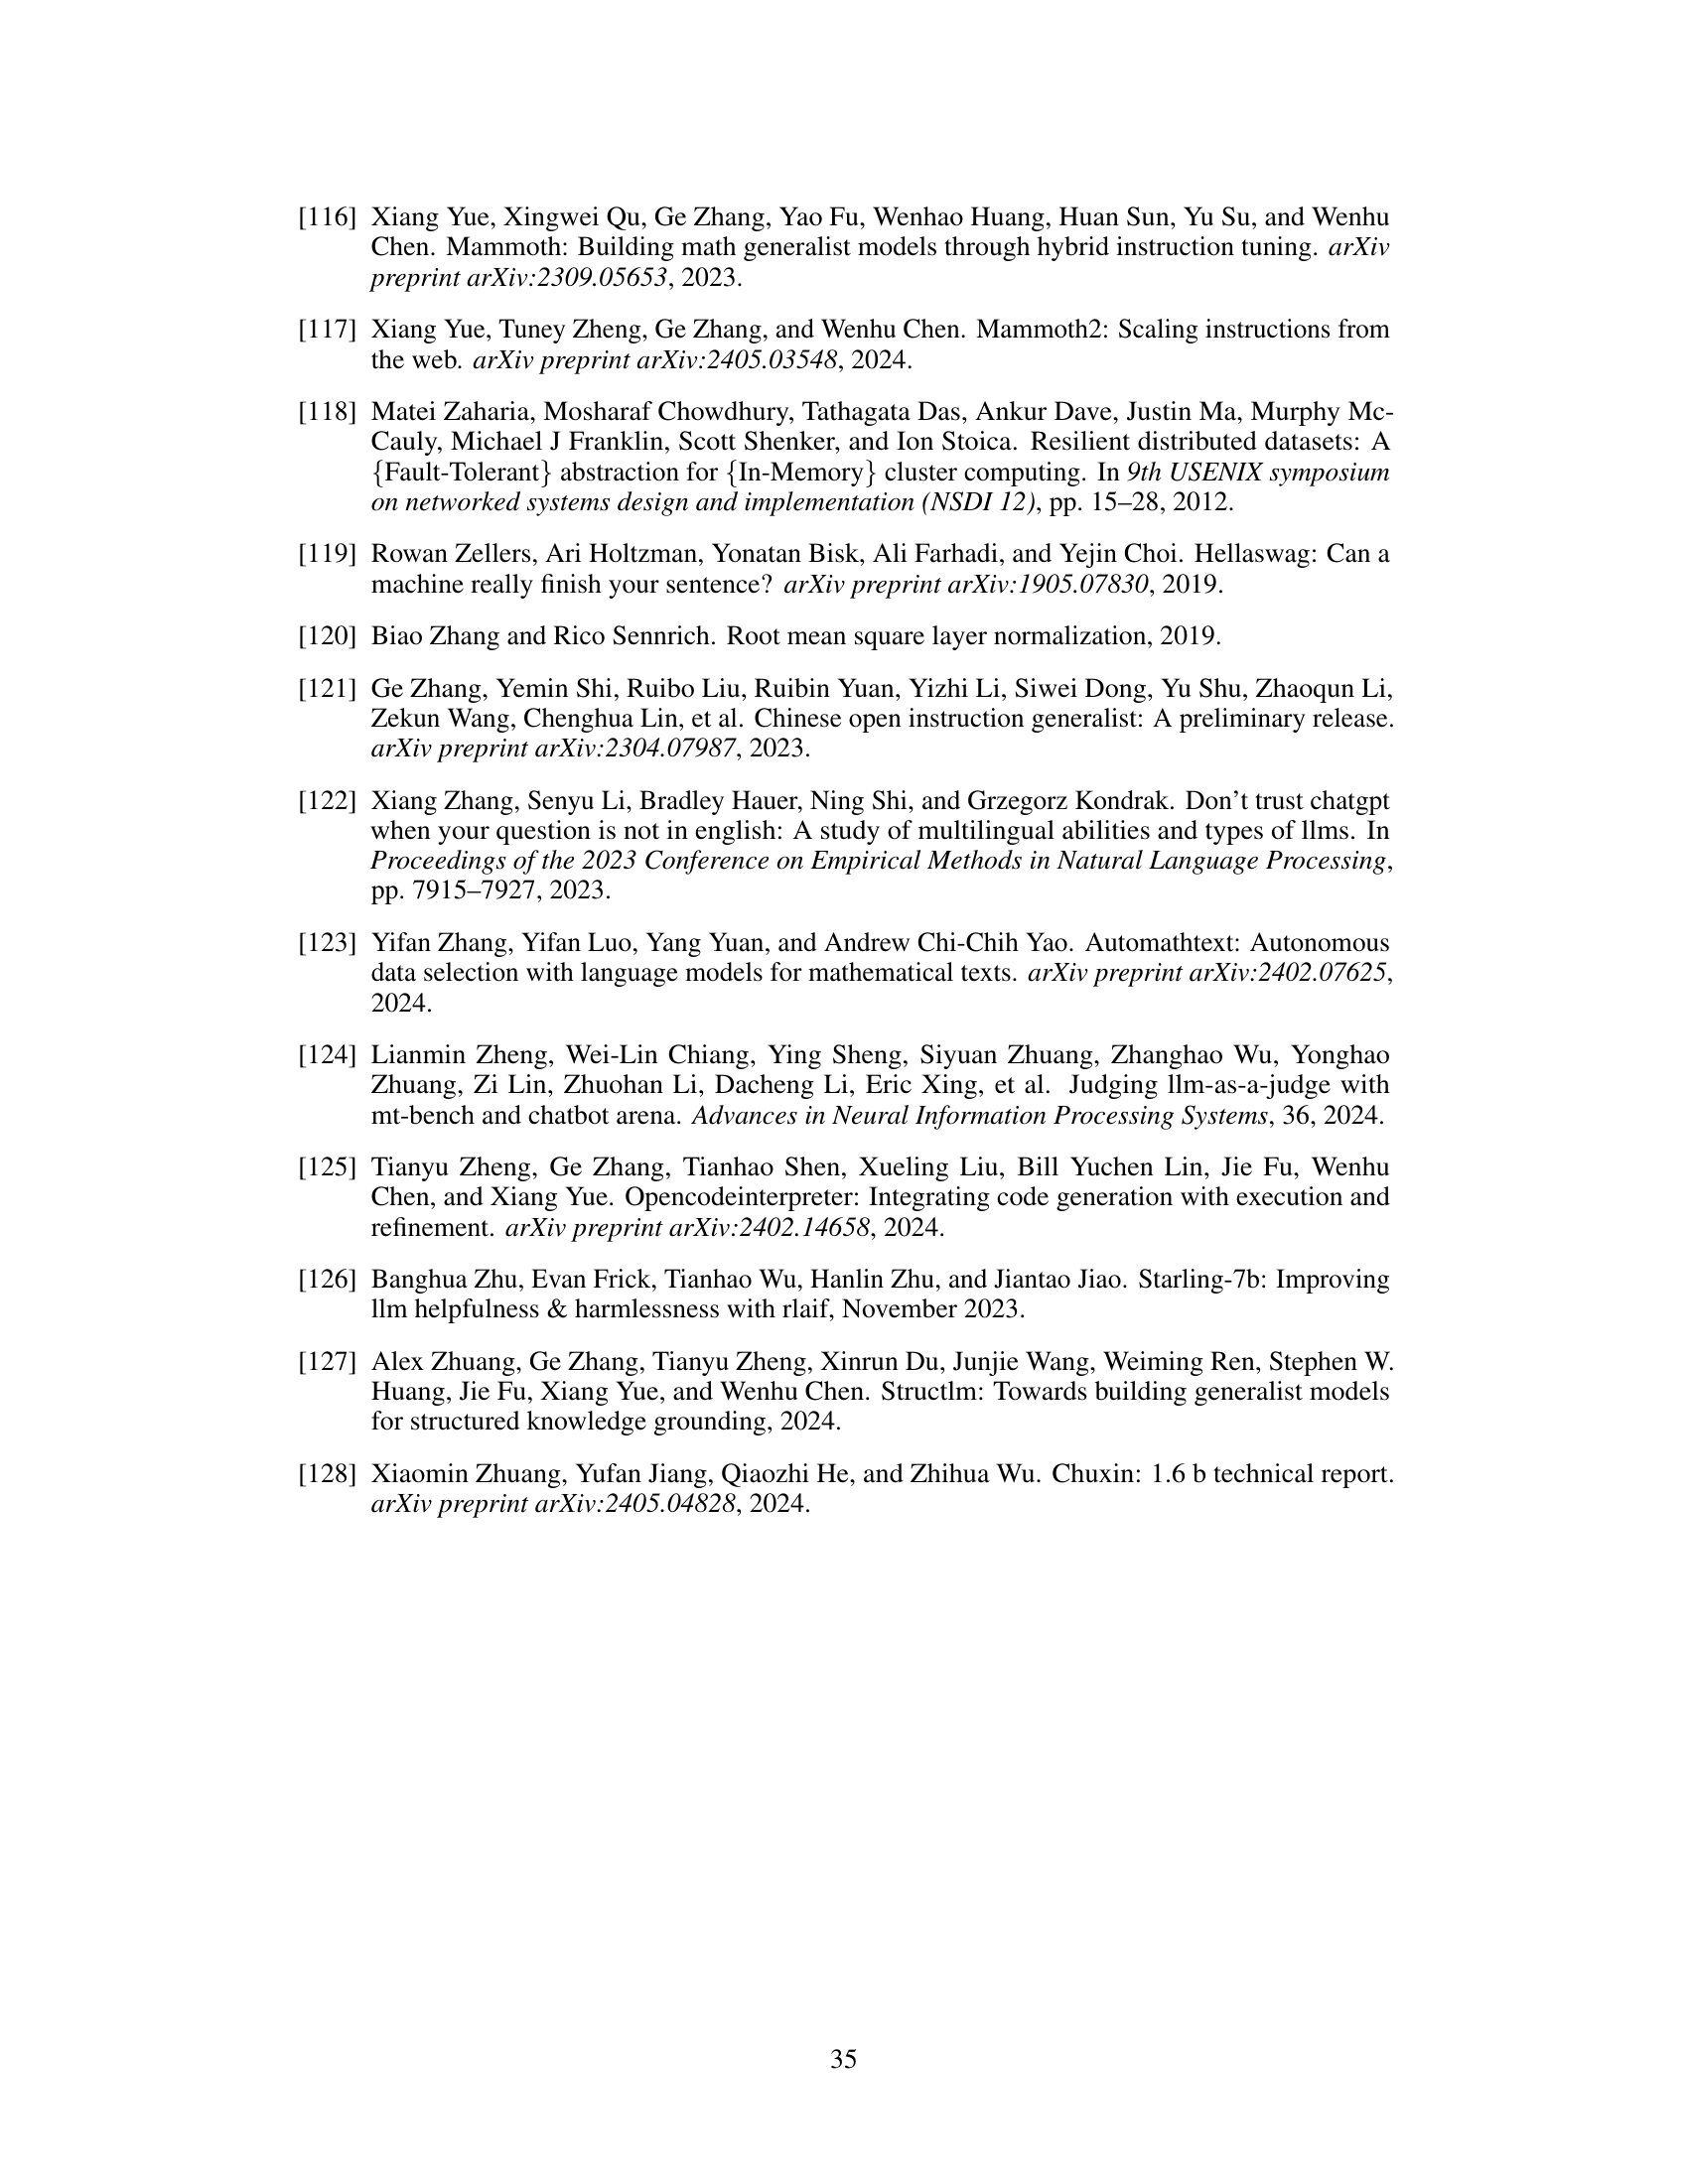 [116] Xiang Yue, Xingwei Qu, Ge Zhang, Yao Fu, Wenhao Huang, Huan Sun, Yu Su, and Wenhu
Chen. Mammoth: Building math generalist models through hybrid instruction tuning. arXiv
preprint arXiv:2309.05653, 2023.
[117] Xiang Yue, Tuney Zheng, Ge Zhang, and Wenhu Chen. Mammoth2: Scaling instructions from
the web. arXiv preprint arXiv:2405.03548, 2024.
[118] Matei Zaharia, Mosharaf Chowdhury, Tathagata Das, Ankur Dave, Justin Ma, Murphy Mc-
Cauly, Michael J Franklin, Scott Shenker, and Ion Stoica. Resilient distributed datasets: A
{Fault-Tolerant} abstraction for {In-Memory} cluster computing. In 9th USENIX symposium
on networked systems design and implementation (NSDI 12), pp. 15–28, 2012.
[119] Rowan Zellers, Ari Holtzman, Yonatan Bisk, Ali Farhadi, and Yejin Choi. Hellaswag: Can a
machine really finish your sentence? arXiv preprint arXiv:1905.07830, 2019.
[120] Biao Zhang and Rico Sennrich. Root mean square layer normalization, 2019.
[121] Ge Zhang, Yemin Shi, Ruibo Liu, Ruibin Yuan, Yizhi Li, Siwei Dong, Yu Shu, Zhaoqun Li,
Zekun Wang, Chenghua Lin, et al. Chinese open instruction generalist: A preliminary release.
arXiv preprint arXiv:2304.07987, 2023.
[122] Xiang Zhang, Senyu Li, Bradley Hauer, Ning Shi, and Grzegorz Kondrak. Don’t trust chatgpt
when your question is not in english: A study of multilingual abilities and types of llms. In
Proceedings of the 2023 Conference on Empirical Methods in Natural Language Processing,
pp. 7915–7927, 2023.
[123] Yifan Zhang, Yifan Luo, Yang Yuan, and Andrew Chi-Chih Yao. Automathtext: Autonomous
data selection with language models for mathematical texts. arXiv preprint arXiv:2402.07625,
2024.
[124] Lianmin Zheng, Wei-Lin Chiang, Ying Sheng, Siyuan Zhuang, Zhanghao Wu, Yonghao
Zhuang, Zi Lin, Zhuohan Li, Dacheng Li, Eric Xing, et al. Judging llm-as-a-judge with
mt-bench and chatbot arena. Advances in Neural Information Processing Systems, 36, 2024.
[125] Tianyu Zheng, Ge Zhang, Tianhao Shen, Xueling Liu, Bill Yuchen Lin, Jie Fu, Wenhu
Chen, and Xiang Yue. Opencodeinterpreter: Integrating code generation with execution and
refinement. arXiv preprint arXiv:2402.14658, 2024.
[126] Banghua Zhu, Evan Frick, Tianhao Wu, Hanlin Zhu, and Jiantao Jiao. Starling-7b: Improving
llm helpfulness & harmlessness with rlaif, November 2023.
[127] Alex Zhuang, Ge Zhang, Tianyu Zheng, Xinrun Du, Junjie Wang, Weiming Ren, Stephen W.
Huang, Jie Fu, Xiang Yue, and Wenhu Chen. Structlm: Towards building generalist models
for structured knowledge grounding, 2024.
[128] Xiaomin Zhuang, Yufan Jiang, Qiaozhi He, and Zhihua Wu. Chuxin: 1.6 b technical report.
arXiv preprint arXiv:2405.04828, 2024.
35